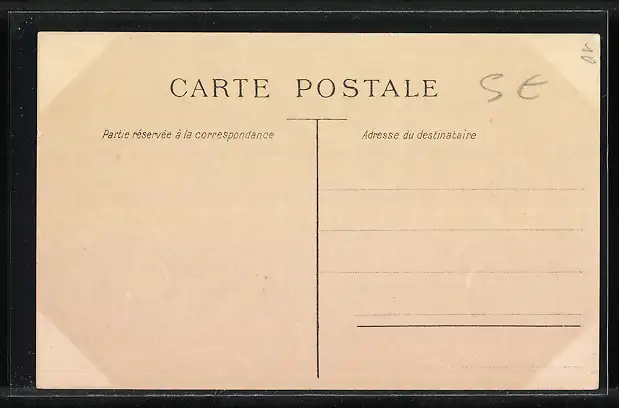 CARTE POSTALE
SE
Partie réservée à la correspondance
Adresse du destinataire